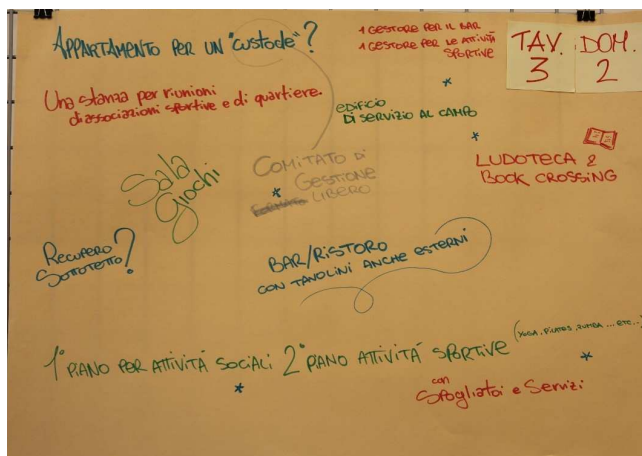 APPARTAMENTO PER UN "CUSTODE"?
1 GESTORE PER IL BAR
1 GESTORE PER LE ATTIVITÀ
SPORTIVE
TAV.
3
DOM.
2
Una stanza per riunioni
di associazioni sportive e di quartiere.
EDIFICIO
DI SERVIZIO AL CAMPO
Sala
Giochi
COMITATO DI
GESTIONE
LIBERO
LUDOTECA e
BOOK CROSSING
RECUPERO
SOTTOTETTO?
BAR/RISTORO
CON TAVOLINI ANCHE ESTERNI
1° PIANO PER ATTIVITÀ SOCIALI 2° PIANO ATTIVITÀ SPORTIVE
(YOGA, PILATES, ZUMBA... ETC...)
con
Spogliatoi e Servizi